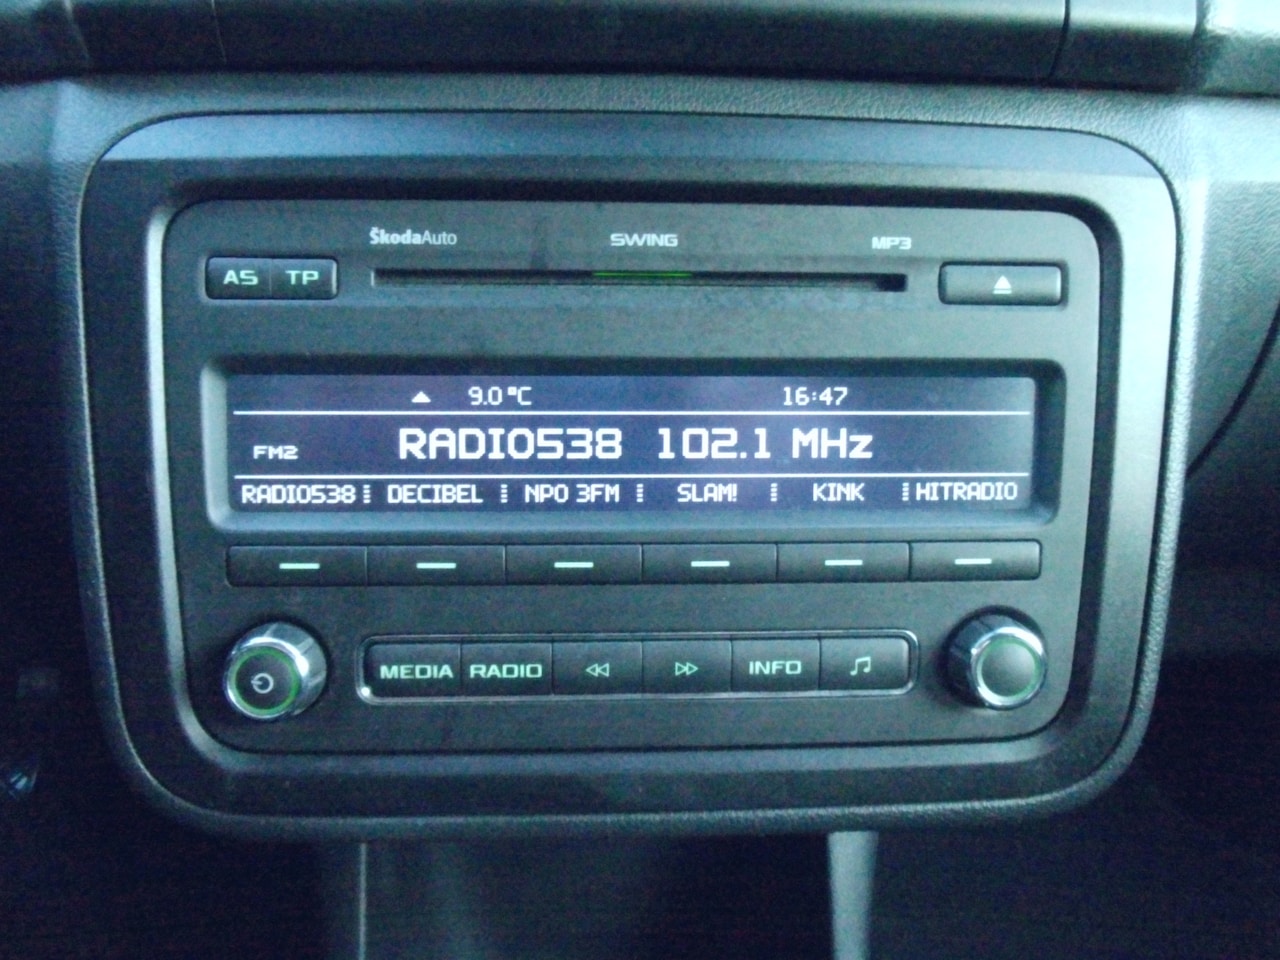 ŠkodaAuto SWING MP3
AS TP
9.0°C 16:47
FM2 RADIO538 102.1 MHz
RADIO538 DECIBEL NPO 3FM SLAM! KINK HITRADIO
MEDIA RADIO INFO